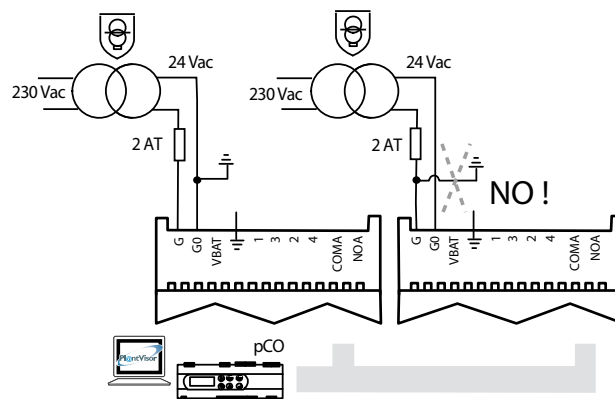 24 Vac
230 Vac
2 AT
G
G0
VBAT
1
3
2
4
COMA
NOA
24 Vac
230 Vac
2 AT
NO !
G
G0
VBAT
1
3
2
4
COMA
NOA
PlantVisor
pCO